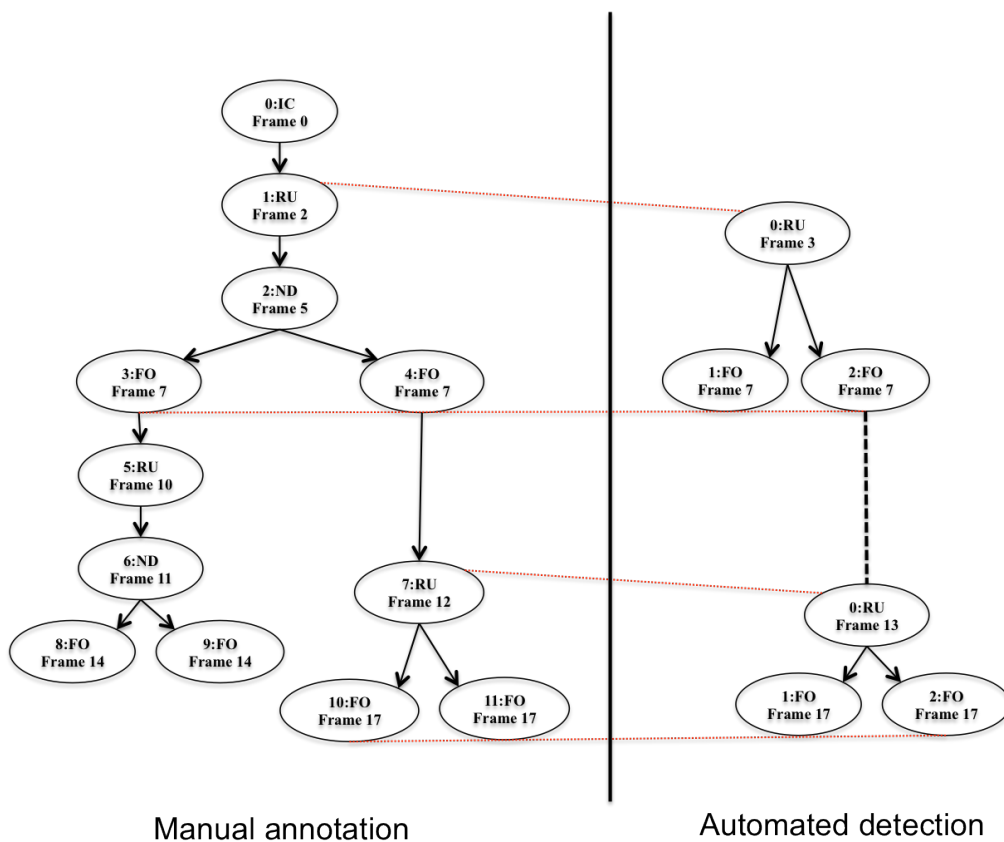 0:IC
Frame 0
1:RU
Frame 2
2:ND
Frame 5
3:FO
Frame 7
4:FO
Frame 7
5:RU
Frame 10
6:ND
Frame 11
7:RU
Frame 12
8:FO
Frame 14
9:FO
Frame 14
10:FO
Frame 17
11:FO
Frame 17
Manual annotation
0:RU
Frame 3
1:FO
Frame 7
2:FO
Frame 7
0:RU
Frame 13
1:FO
Frame 17
2:FO
Frame 17
Automated detection